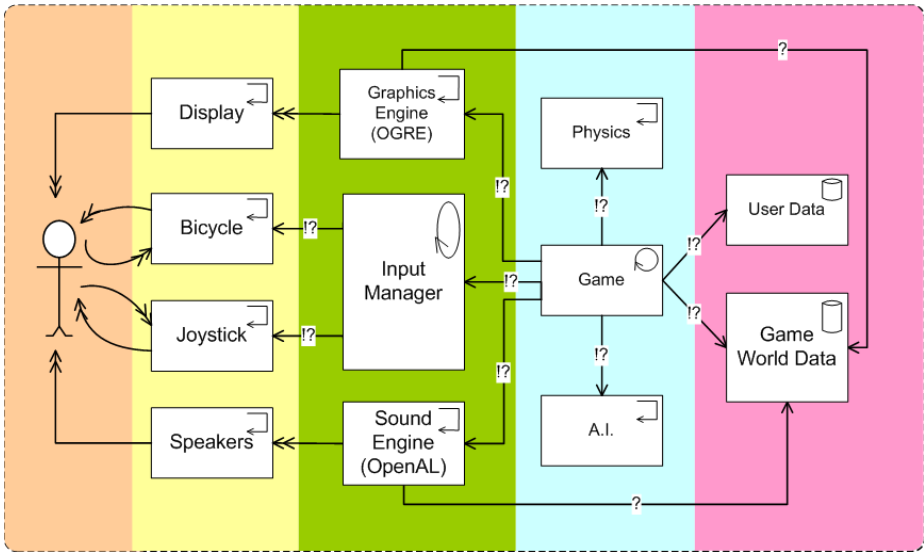 ?
Display
Graphics
Engine
(OGRE)
Physics
!?
!?
User Data
Bicycle
!?
Input
Manager
!?
Game
!?
!?
Joystick
!?
!?
!?
Game
World Data
Speakers
Sound
Engine
(OpenAL)
A.I.
?